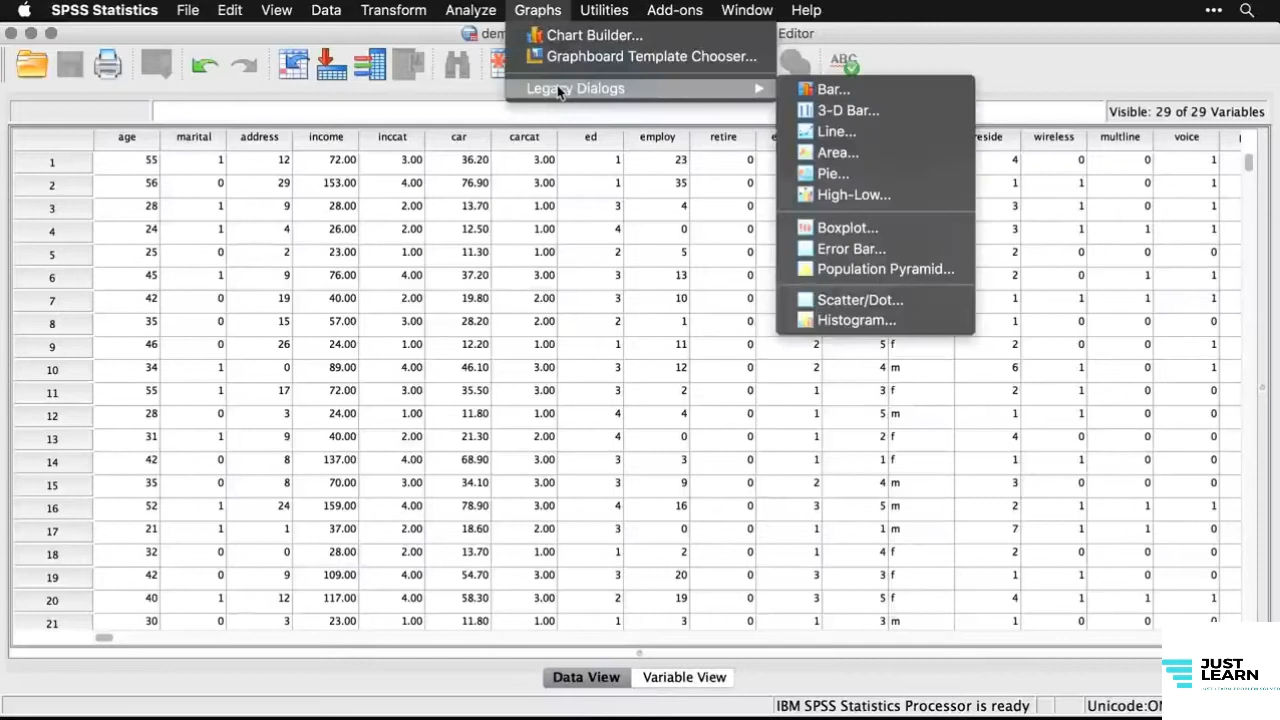 SPSS Statistics File Edit View Data Transform Analyze Graphs Utilities Add-ons Window Help
Editor
Chart Builder...
Graphboard Template Chooser...
Legacy Dialogs
ABC
Bar...
3-D Bar...
Line...
Area...
Pie...
High-Low...
Boxplot...
Error Bar...
Population Pyramid...
Scatter/Dot...
Histogram...
Visible: 29 of 29 Variables
age marital address income inccat car carcat ed employ retire wireless multline voice
1 55 1 12 72.00 3.00 36.20 3.00 1 23 0 4 0 0 1
2 56 0 29 153.00 4.00 76.90 3.00 1 35 0 1 1 0 1
3 28 1 9 28.00 2.00 13.70 1.00 3 4 0 3 1 0 0
4 24 1 4 26.00 2.00 12.50 1.00 4 0 0 3 1 0 1
5 25 0 2 23.00 1.00 11.30 1.00 2 5 0 2 0 0 0
6 45 1 9 76.00 4.00 37.20 3.00 3 13 0 2 0 1 1
7 42 0 19 40.00 2.00 19.80 2.00 3 10 0 1 1 1 1
8 35 0 15 57.00 3.00 28.20 2.00 2 1 0 1 0 0 0
9 46 0 26 24.00 1.00 12.20 1.00 1 11 0 2 5 f 2 0 0 1
10 34 1 0 89.00 4.00 46.10 3.00 3 12 0 2 4 m 6 1 0 1
11 55 1 17 72.00 3.00 35.50 3.00 3 2 0 1 3 f 2 1 0 0
12 28 0 3 24.00 1.00 11.80 1.00 4 4 0 1 5 m 1 1 0 0
13 31 1 9 40.00 2.00 21.30 2.00 4 0 0 1 2 f 4 0 0 0
14 42 0 8 137.00 4.00 68.90 3.00 3 3 0 1 1 f 1 1 0 0
15 35 0 8 70.00 3.00 34.10 3.00 3 9 0 2 4 m 3 0 0 0
16 52 1 24 159.00 4.00 78.90 3.00 4 16 0 3 5 m 2 1 1 1
17 21 1 1 37.00 2.00 18.60 2.00 3 0 0 1 1 m 7 1 1 0
18 32 0 0 28.00 2.00 13.70 1.00 1 2 0 1 4 f 2 0 0 0
19 42 0 9 109.00 4.00 54.70 3.00 3 20 0 3 3 f 1 1 0 0
20 40 1 12 117.00 4.00 58.30 3.00 2 19 0 3 5 f 4 1 1 1
21 30 0 3 23.00 1.00 11.80 1.00 1 3 0 1 3 m 1 0 0 0
Data View Variable View
JUST
LEARN
IBM SPSS Statistics Processor is ready